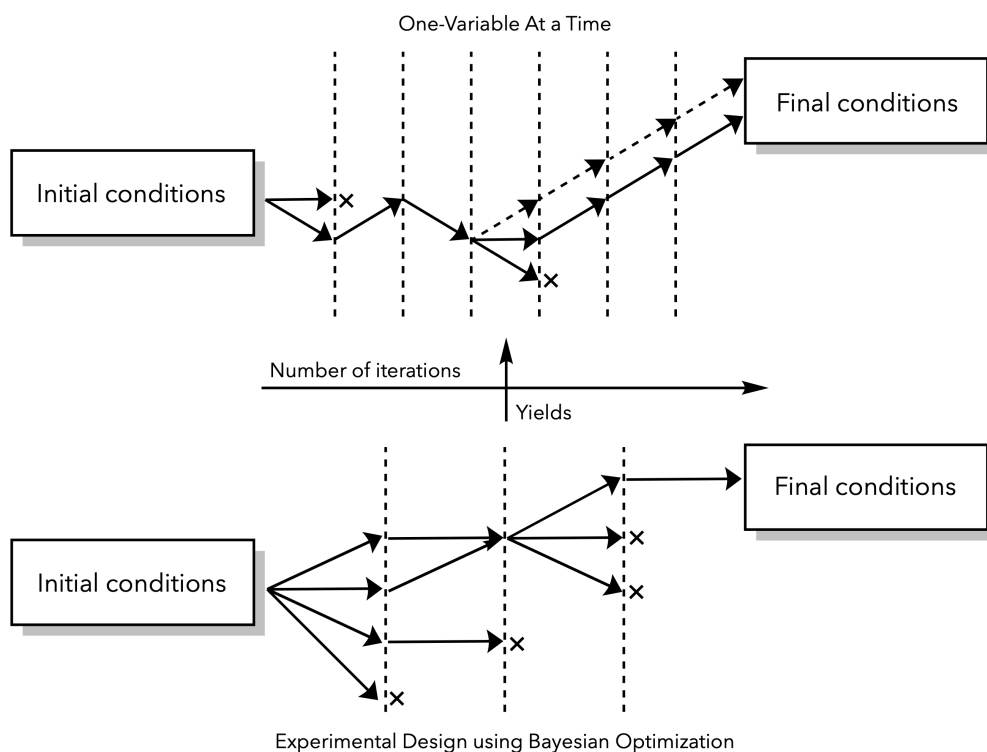 One-Variable At a Time
Final conditions
Initial conditions
Number of iterations
Yields
Final conditions
Initial conditions
Experimental Design using Bayesian Optimization